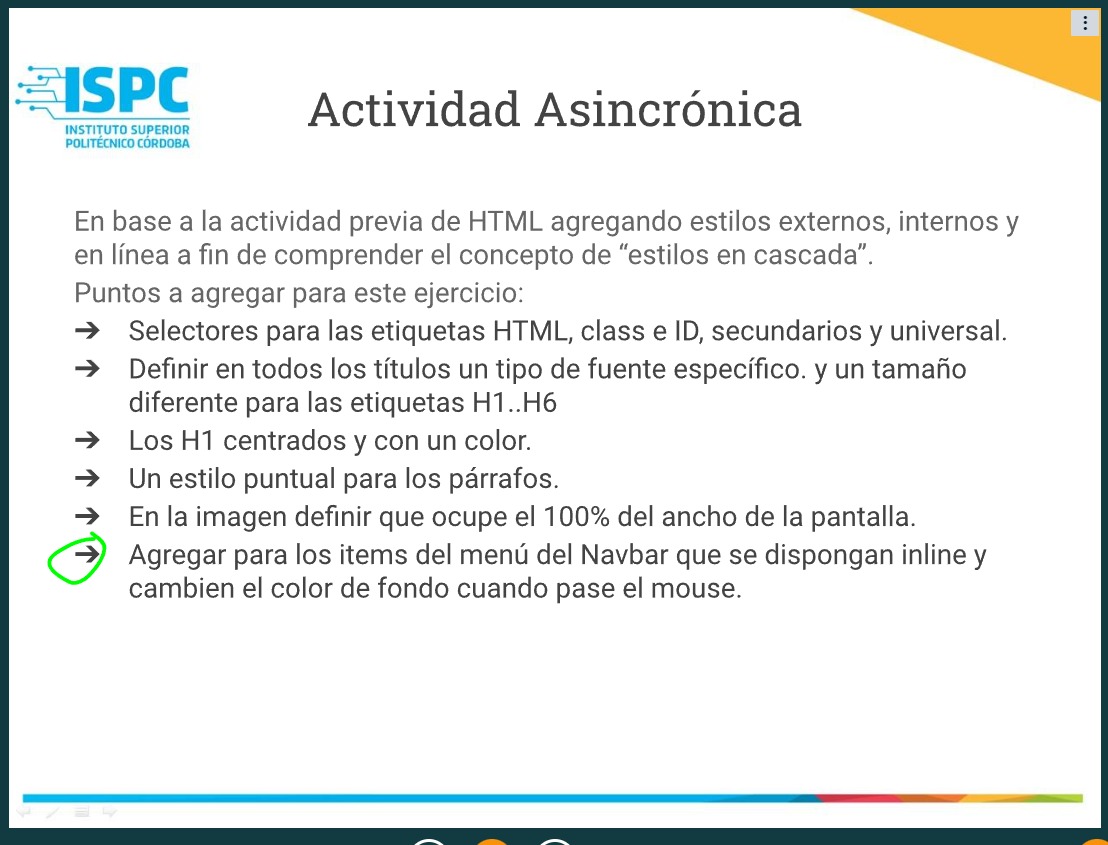 ISPC
INSTITUTO SUPERIOR
POLITÉCNICO CÓRDOBA
Actividad Asincrónica
En base a la actividad previa de HTML agregando estilos externos, internos y
en línea a fin de comprender el concepto de “estilos en cascada”.
Puntos a agregar para este ejercicio:
➔ Selectores para las etiquetas HTML, class e ID, secundarios y universal.
➔ Definir en todos los títulos un tipo de fuente específico. y un tamaño
diferente para las etiquetas H1..H6
➔ Los H1 centrados y con un color.
➔ Un estilo puntual para los párrafos.
➔ En la imagen definir que ocupe el 100% del ancho de la pantalla.
➔ Agregar para los items del menú del Navbar que se dispongan inline y
cambien el color de fondo cuando pase el mouse.